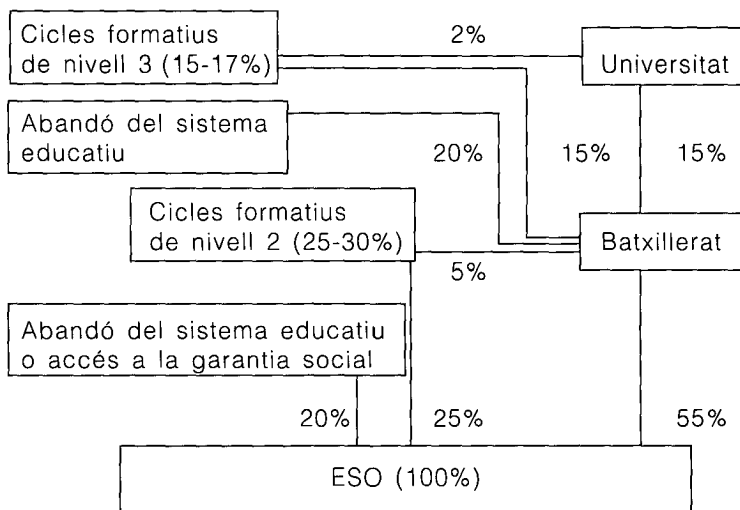 Cicles formatius
de nivell 3 (15-17%)
2%
Universitat
Abandó del sistema
educatiu
20%
15%
15%
Cicles formatius
de nivell 2 (25-30%)
Batxillerat
5%
Abandó del sistema educatiu
o accés a la garantia social
20%
25%
55%
ESO (100%)